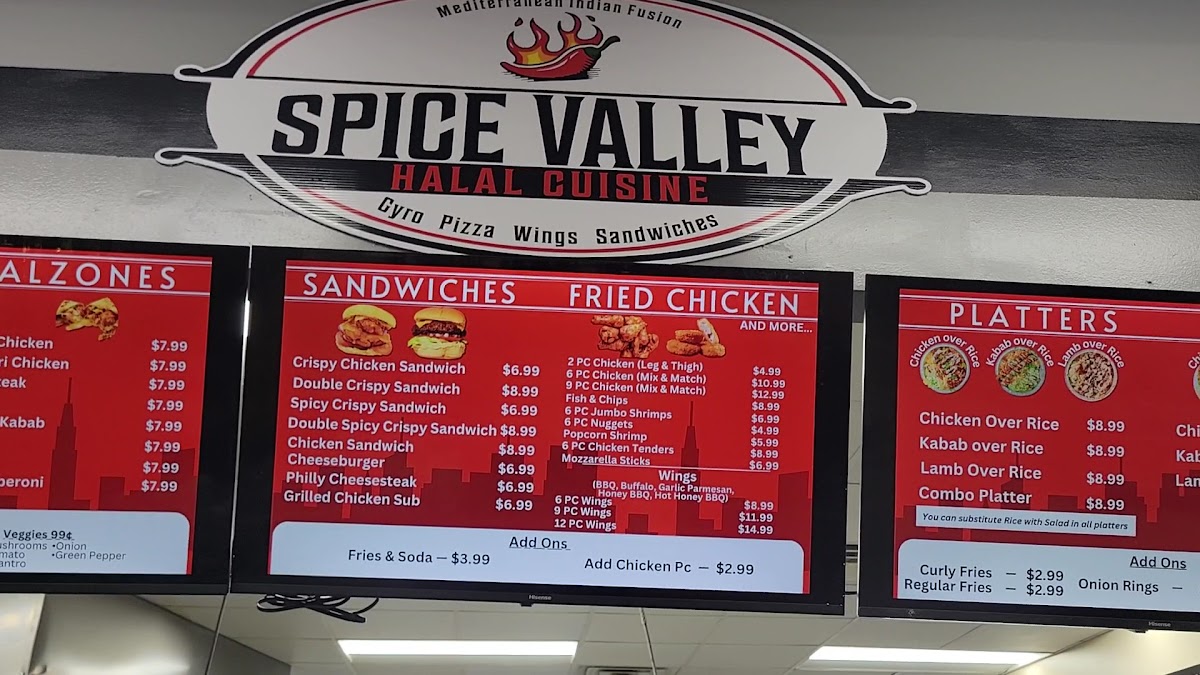 Mediterranean Indian Fusion
SPICE VALLEY
HALAL CUISINE
Gyro Pizza Wings Sandwiches
ALZONES
Chicken $7.99
ri Chicken $7.99
teak $7.99
$7.99
Kabab $7.99
$7.99
$7.99
peroni $7.99
Veggies 99¢
ushrooms •Onion
mato •Green Pepper
antro
SANDWICHES
Crispy Chicken Sandwich $6.99
Double Crispy Sandwich $8.99
Spicy Crispy Sandwich $6.99
Double Spicy Crispy Sandwich $8.99
Chicken Sandwich $8.99
Cheeseburger $6.99
Philly Cheesesteak $6.99
Grilled Chicken Sub $6.99
FRIED CHICKEN
AND MORE...
2 PC Chicken (Leg & Thigh) $4.99
6 PC Chicken (Mix & Match) $10.99
9 PC Chicken (Mix & Match) $12.99
Fish & Chips $8.99
6 PC Jumbo Shrimps $6.99
6 PC Nuggets $4.99
Popcorn Shrimp $5.99
6 PC Chicken Tenders $8.99
Mozzarella Sticks $6.99
Wings
(BBQ, Buffalo, Garlic Parmesan,
Honey BBQ, Hot Honey BBQ)
6 PC Wings $8.99
9 PC Wings $11.99
12 PC Wings $14.99
Add Ons
Fries & Soda — $3.99 Add Chicken Pc — $2.99
Hisense
PLATTERS
Chicken over Rice
Kabab over Rice
Lamb over Rice
Chicken Over Rice $8.99
Kabab over Rice $8.99
Lamb Over Rice $8.99
Combo Platter $8.99
You can substitute Rice with Salad in all platters
Chi
Kab
Lan
Add Ons
Curly Fries — $2.99
Regular Fries — $2.99
Onion Rings —
Hisense